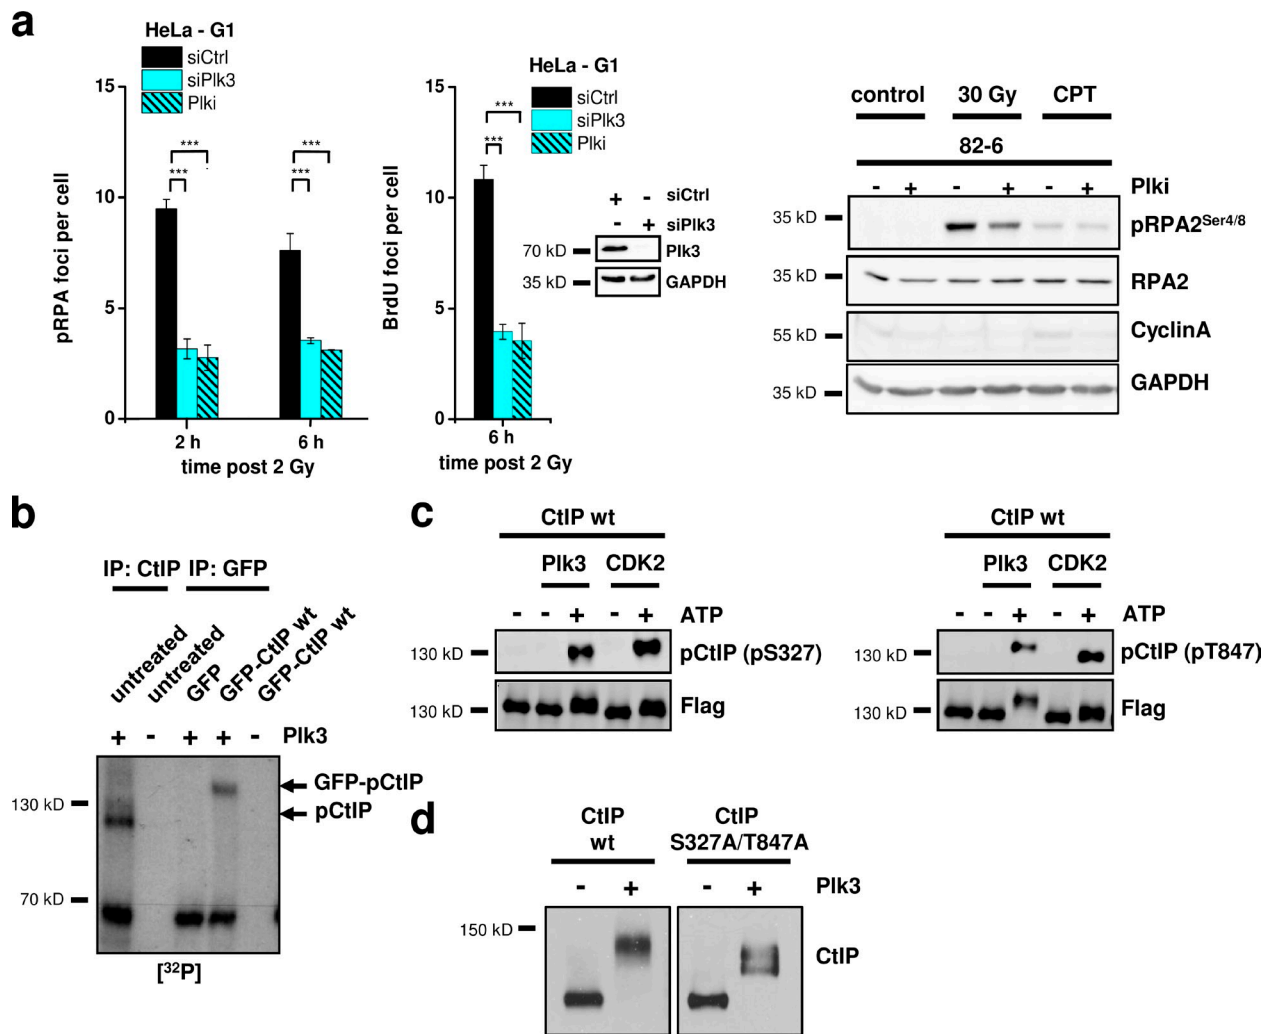 a
HeLa - G1
siCtrl
siPlk3
Plki
15
10
5
0
pRPA foci per cell
***
***
***
***
2 h
6 h
time post 2 Gy
HeLa - G1
siCtrl
siPlk3
Plki
15
10
5
0
BrdU foci per cell
***
***
6 h
time post 2 Gy
+ - siCtrl
- + siPlk3
70 kD Plk3
35 kD GAPDH
control 30 Gy CPT
82-6
- + - + - + Plki
35 kD pRPA2Ser4/8
35 kD RPA2
55 kD CyclinA
35 kD GAPDH
b
IP: CtIP IP: GFP
untreated
untreated
GFP
GFP-CtIP wt
GFP-CtIP wt
+ - + + - Plk3
GFP-pCtIP
130 kD
pCtIP
70 kD
[32P]
c
CtIP wt
Plk3 CDK2
- - + - + ATP
130 kD pCtIP (pS327)
130 kD Flag
CtIP wt
Plk3 CDK2
- - + - + ATP
130 kD pCtIP (pT847)
130 kD Flag
d
CtIP
wt
CtIP
S327A/T847A
- + - + Plk3
150 kD
CtIP